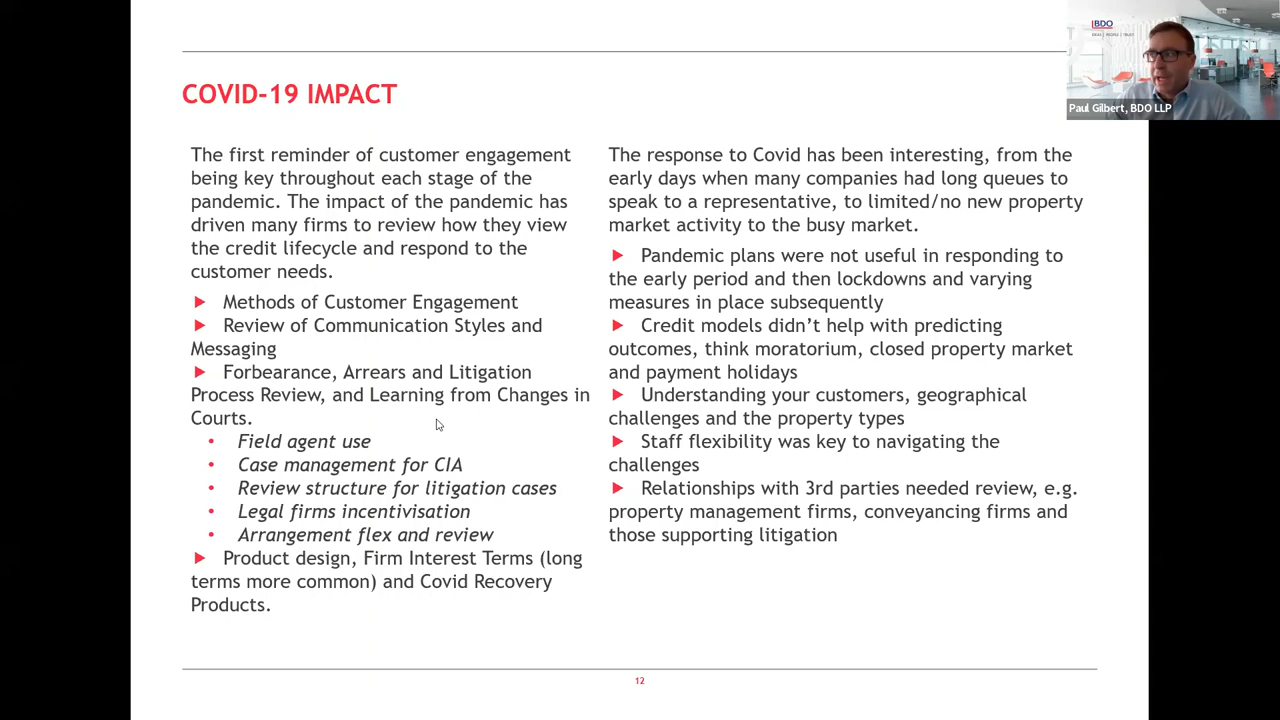 COVID-19 IMPACT
The first reminder of customer engagement
being key throughout each stage of the
pandemic. The impact of the pandemic has
driven many firms to review how they view
the credit lifecycle and respond to the
customer needs.
Methods of Customer Engagement
Review of Communication Styles and
Messaging
Forbearance, Arrears and Litigation
Process Review, and Learning from Changes in
Courts.
Field agent use
Case management for CIA
Review structure for litigation cases
Legal firms incentivisation
Arrangement flex and review
Product design, Firm Interest Terms (long
terms more common) and Covid Recovery
Products.
The response to Covid has been interesting, from the
early days when many companies had long queues to
speak to a representative, to limited/no new property
market activity to the busy market.
Pandemic plans were not useful in responding to
the early period and then lockdowns and varying
measures in place subsequently
Credit models didn't help with predicting
outcomes, think moratorium, closed property market
and payment holidays
Understanding your customers, geographical
challenges and the property types
Staff flexibility was key to navigating the
challenges
Relationships with 3rd parties needed review, e.g.
property management firms, conveyancing firms and
those supporting litigation
12
BDO
IDEAS | PEOPLE | TRUST
Paul Gilbert, BDO LLP